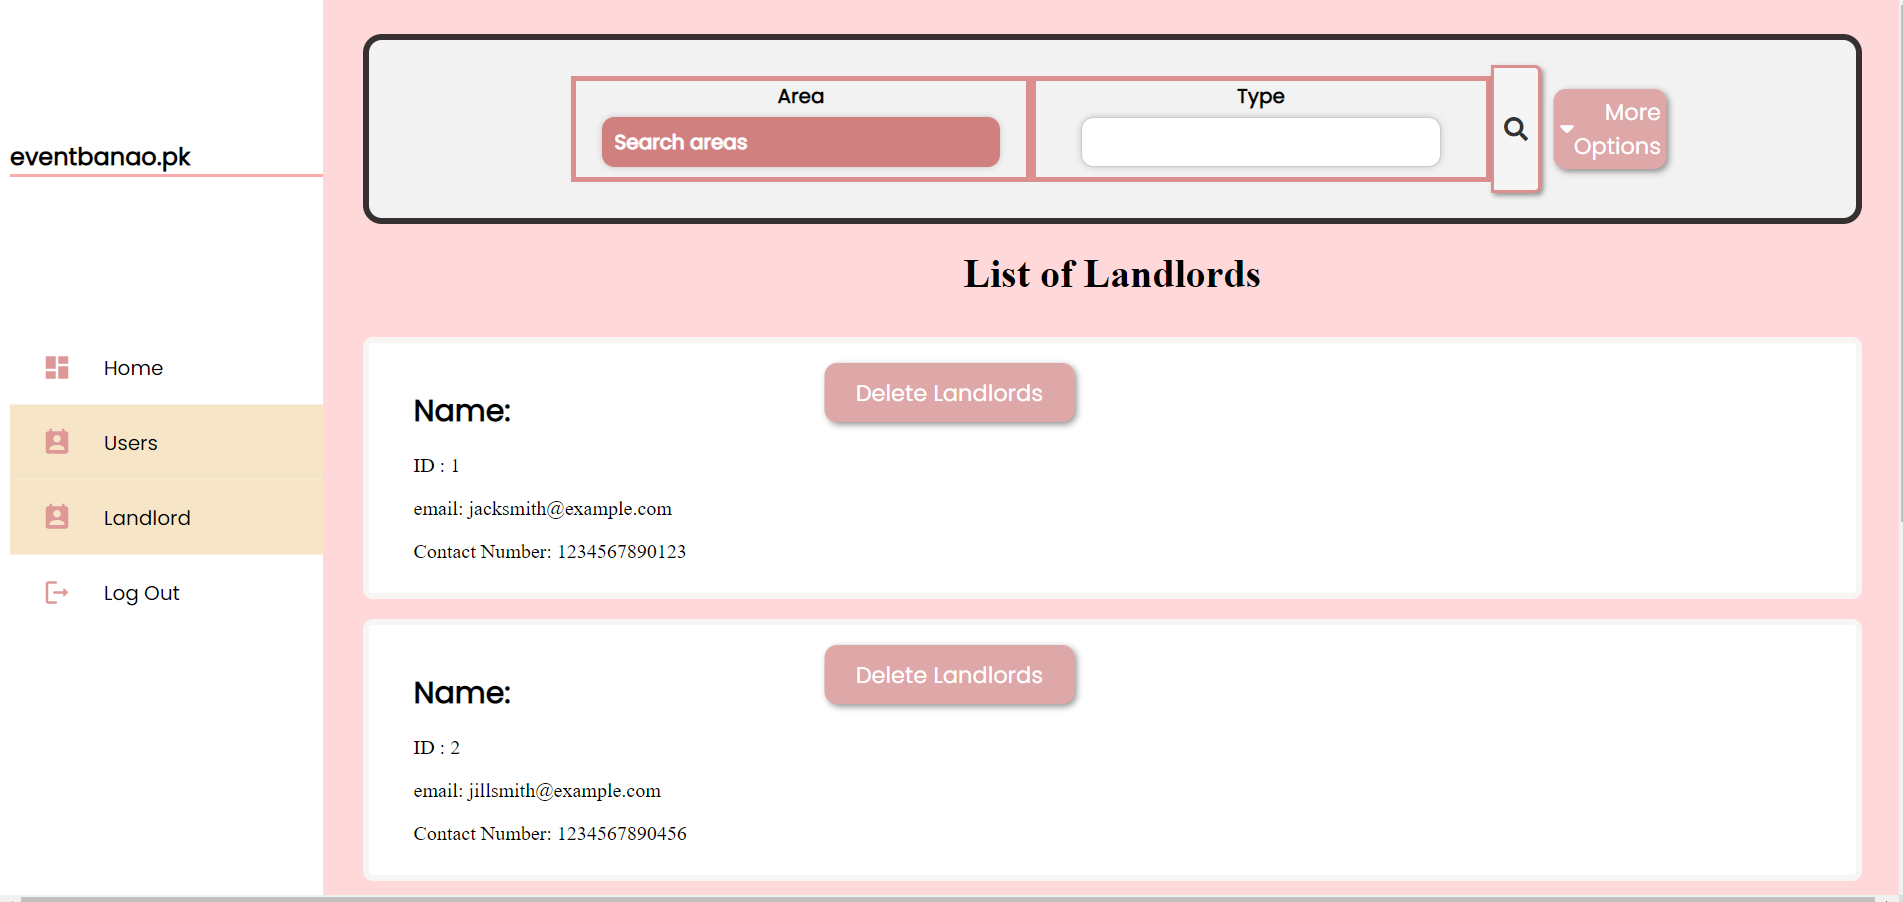 eventbanao.pk
Home
Users
Landlord
Log Out
Area
Search areas
Type
More
Options
List of Landlords
Name:
Delete Landlords
ID : 1
email: jacksmith@example.com
Contact Number: 1234567890123
Name:
Delete Landlords
ID : 2
email: jillsmith@example.com
Contact Number: 1234567890456